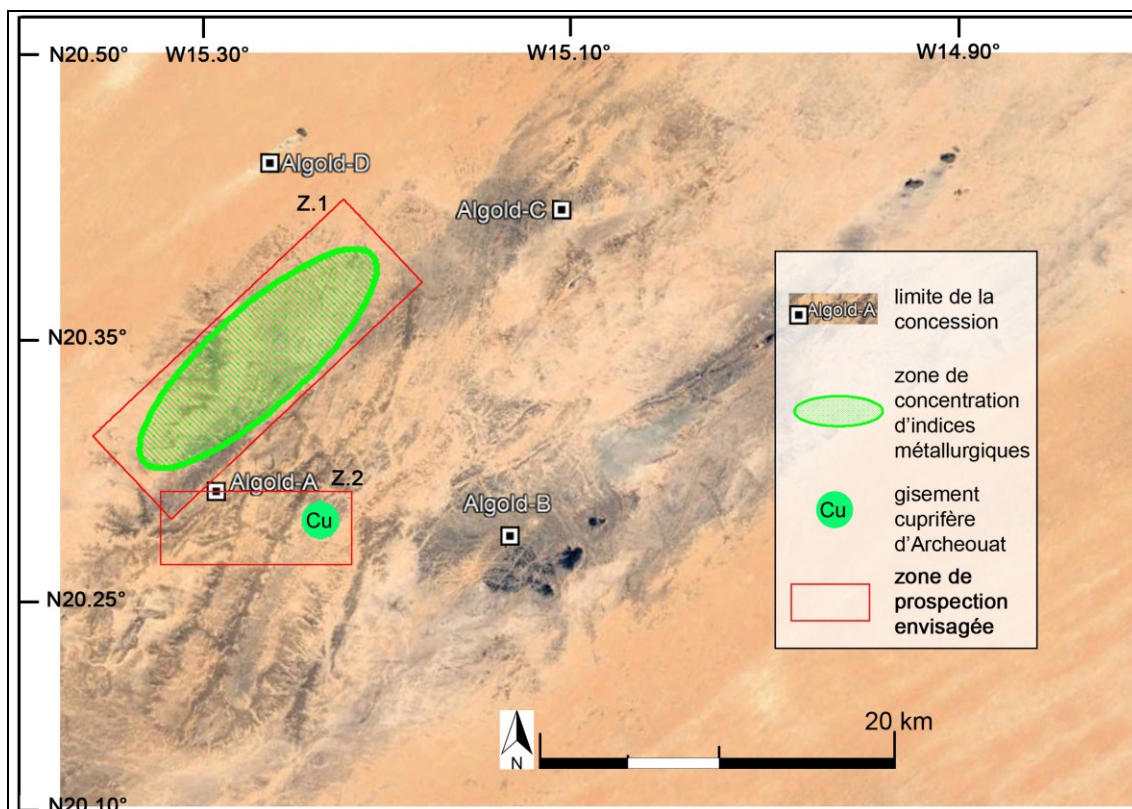 W15.30° W15.10° W14.90°
N20.50°
Algold-D
Z.1
Algold-C
N20.35°
Algold-A
Z.2
Algold-B
Cu
N20.25°
N20.10°
Algold-A
limite de la
concession
zone de
concentration
d'indices
métallurgiques
Cu
gisement
cuprifère
d'Archeouat
zone de
prospection
envisagée
20 km
N